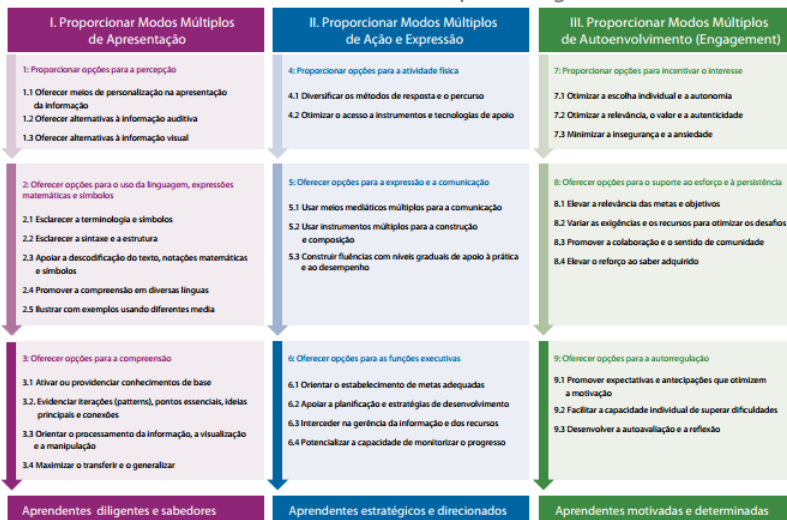 I. Proporcionar Modos Múltiplos
de Apresentação
1: Proporcionar opções para a percepção
1.1 Oferecer meios de personalização na apresentação
da informação
1.2 Oferecer alternativas à informação auditiva
1.3 Oferecer alternativas à informação visual
2: Oferecer opções para o uso da linguagem, expressões
matemáticas e símbolos
2.1 Esclarecer a terminologia e símbolos
2.2 Esclarecer a sintaxe e a estrutura
2.3 Apoiar a descodificação do texto, notações matemáticas
e símbolos
2.4 Promover a compreensão em diversas línguas
2.5 Ilustrar com exemplos usando diferentes media
3: Oferecer opções para a compreensão
3.1 Ativar ou providenciar conhecimentos de base
3.2. Evidenciar iterações (patterns), pontos essenciais, ideias
principais e conexões
3.3 Orientar o processamento da informação, a visualização
e a manipulação
3.4 Maximizar o transferir e o generalizar
Aprendentes diligentes e sabedores
II. Proporcionar Modos Múltiplos
de Ação e Expressão
4: Proporcionar opções para a atividade física
4.1 Diversificar os métodos de resposta e o percurso
4.2 Otimizar o acesso a instrumentos e tecnologias de apoio
5: Oferecer opções para a expressão e a comunicação
5.1 Usar meios mediáticos múltiplos para a comunicação
5.2 Usar instrumentos múltiplos para a construção
e composição
5.3 Construir fluências com níveis graduais de apoio à prática
e ao desempenho
6: Oferecer opções para as funções executivas
6.1 Orientar o estabelecimento de metas adequadas
6.2 Apoiar a planificação e estratégias de desenvolvimento
6.3 Interceder na gerência da informação e dos recursos
6.4 Potencializar a capacidade de monitorizar o progresso
Aprendentes estratégicos e direcionados
III. Proporcionar Modos Múltiplos
de Autoenvolvimento (Engagement)
7: Proporcionar opções para incentivar o interesse
7.1 Otimizar a escolha individual e a autonomia
7.2 Otimizar a relevância, o valor e a autenticidade
7.3 Minimizar a insegurança e a ansiedade
8: Oferecer opções para o suporte ao esforço e à persistência
8.1 Elevar a relevância das metas e objetivos
8.2 Variar as exigências e os recursos para otimizar os desafios
8.3 Promover a colaboração e o sentido de comunidade
8.4 Elevar o reforço ao saber adquirido
9: Oferecer opções para a autorregulação
9.1 Promover expectativas e antecipações que otimizem
a motivação
9.2 Facilitar a capacidade individual de superar dificuldades
9.3 Desenvolver a autoavaliação e a reflexão
Aprendentes motivadas e determinadas